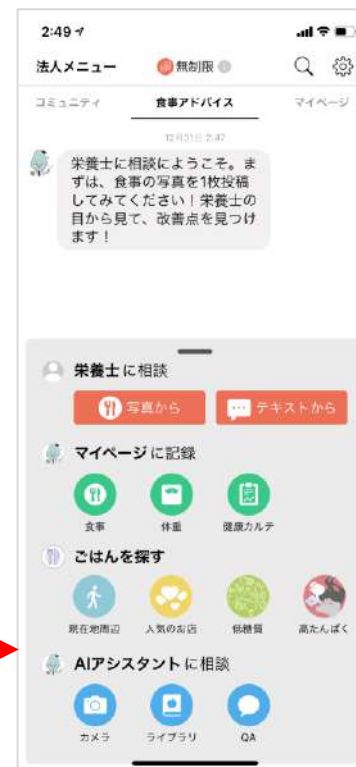 2:49
法人メニュー
無制限
コミュニティ
食事アドバイス
マイページ
12月31日 2:47
栄養士に相談にようこそ。ま
ずは、食事の写真を1枚投稿
してみてください！栄養士の
目から見て、改善点を見つけ
ます！
栄養士に相談
写真から
テキストから
マイページに記録
食事
体重
健康カルテ
ごはんを探す
現在地周辺
人気のお店
低糖質
高たんぱく
AIアシスタントに相談
カメラ
ライブラリ
QA